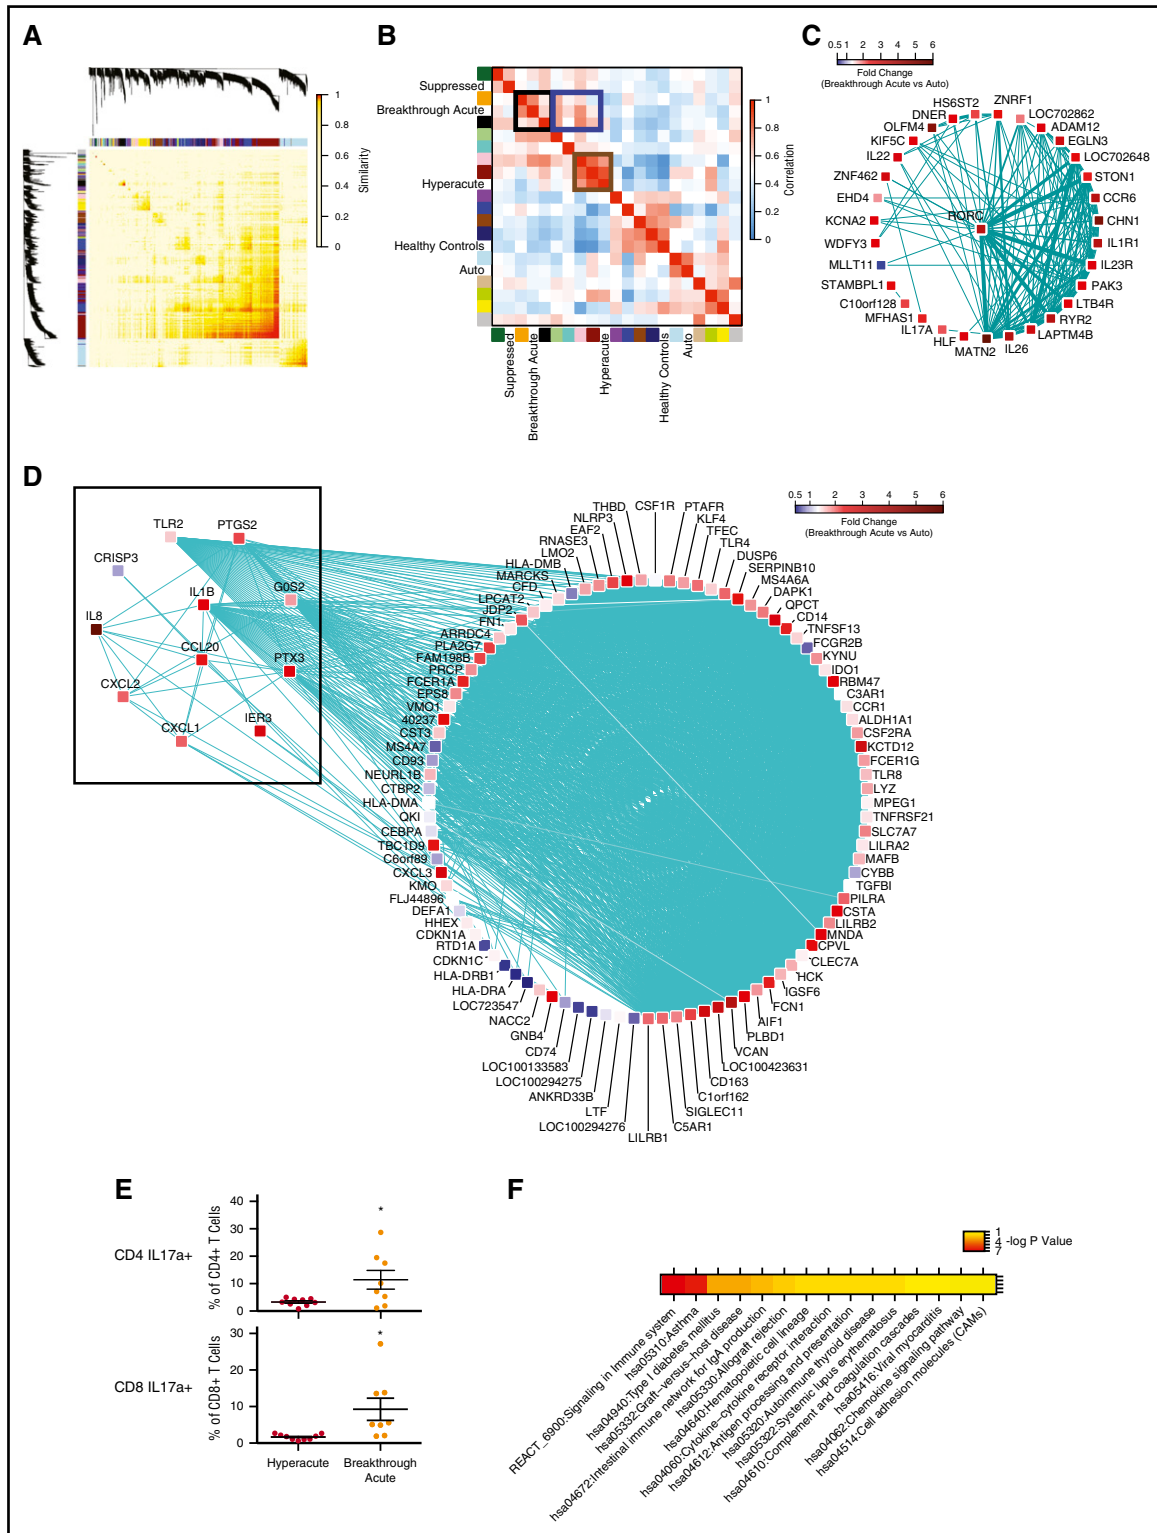 A
1
0.8
0.6
0.4
0.2
0
Similarity
B
Suppressed
Breakthrough Acute
Hyperacute
Healthy Controls
Auto
Suppressed
Breakthrough Acute
Hyperacute
Healthy Controls
Auto
1
0.8
0.6
0.4
0.2
0
Correlation
C
0.5 1 2 3 4 5 6
Fold Change
(Breakthrough Acute vs Auto)
HS6ST2
ZNRF1
DNER
LOC702862
OLFM4
ADAM12
KIF5C
EGLN3
IL22
LOC702648
ZNF462
STON1
EHD4
CCR6
RORC
KCNA2
CHN1
WDFY3
IL1R1
MLLT11
IL23R
STAMBPL1
PAK3
C10orf128
LTB4R
MFHAS1
RYR2
IL17A
LAPTM4B
HLF
MATN2
IL26
D
0.5 1 2 3 4 5 6
Fold Change
(Breakthrough Acute vs Auto)
TLR2
PTGS2
CRISP3
IL1B
G0S2
IL8
CCL20
PTX3
CXCL2
CXCL1
IER3
THBD
CSF1R
PTAFR
NLRP3
KLF4
EAF2
TFEC
RNASE3
TLR4
LMO2
DUSP6
HLA-DMB
SERPINB10
MARCKS
MS4A6A
CFD
DAPK1
LPCAT2
QPCT
JDP2
CD14
FN1
TNFSF13
ARRDC4
FCGR2B
PLA2G7
KYNU
FAM198B
IDO1
PRCP
RBM47
FCER1A
C3AR1
EPS8
CCR1
VMO1
ALDH1A1
40237
CSF2RA
CST3
KCTD12
MS4A7
FCER1G
CD93
TLR8
NEURL1B
LYZ
CTBP2
MPEG1
HLA-DMA
TNFRSF21
QKI
SLC7A7
CEBPA
LILRA2
TBC1D9
MAFB
C6orf89
CYBB
CXCL3
TGFBI
KMO
PILRA
FLJ44896
CSTA
DEFA1
LILRB2
HHEX
MNDA
CDKN1A
CPVL
RTD1A
CLEC7A
CDKN1C
HCK
HLA-DRB1
IGSF6
HLA-DRA
FCN1
LOC723547
AIF1
NACC2
PLBD1
GNB4
VCAN
CD74
LOC100423631
LOC100133583
CD163
LOC100294275
C1orf162
ANKRD33B
SIGLEC11
LTF
C5AR1
LOC100294276
LILRB1
E
CD4 IL17a+
% of CD4+ T Cells
40
30
20
10
0
*
CD8 IL17a+
% of CD8+ T Cells
30
20
10
0
*
Hyperacute
Breakthrough
Acute
F
1
4
7
-log P Value
REACT_6900:Signaling in Immune system
hsa05310:Asthma
hsa04940:Type I diabetes mellitus
hsa05332:Graft-versus-host disease
hsa04672:Intestinal immune network for IgA production
hsa05330:Allograft rejection
hsa04640:Hematopoietic cell lineage
hsa04060:Cytokine-cytokine receptor interaction
hsa04612:Antigen processing and presentation
hsa05320:Autoimmune thyroid disease
hsa05322:Systemic lupus erythematosus
hsa04610:Complement and coagulation cascades
hsa05416:Viral myocarditis
hsa04062:Chemokine signaling pathway
hsa04514:Cell adhesion molecules (CAMs)